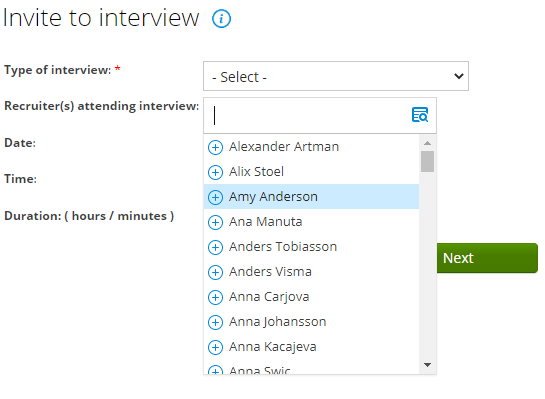 Invite to interview
Type of interview: *
- Select -
Recruiter(s) attending interview:
Date:
Time:
Duration: ( hours / minutes )
Alexander Artman
Alix Stoel
Amy Anderson
Ana Manuta
Anders Tobiasson
Anders Visma
Anna Carjova
Anna Johansson
Anna Kacajeva
Anna Swic
Next